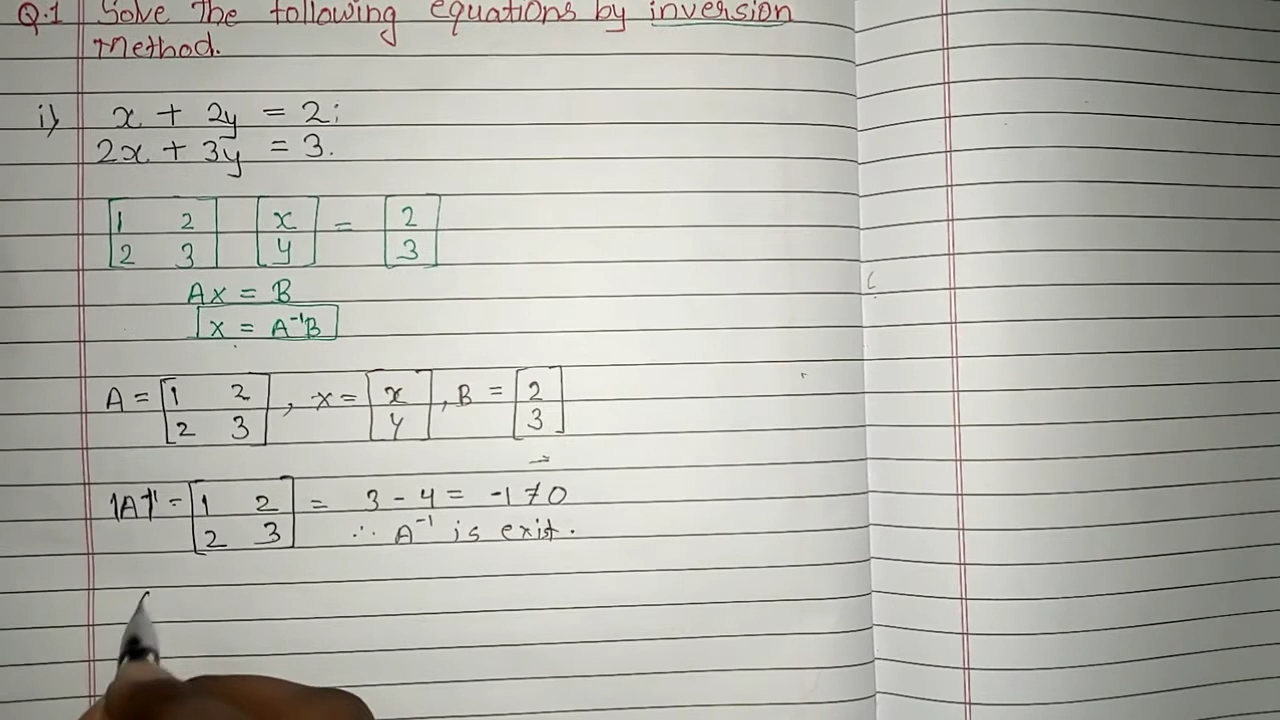 Q.1 Solve the following equations by inversion
Method.
i) x + 2y = 2;
2x + 3y = 3.
[1 2 [x = [2
2 3] y] 3]
AX = B
X = A⁻¹B
A = [1 2 , X = [x , B = [2
2 3] y] 3]
|A| = [1 2 = 3 - 4 = -1 ≠ 0
2 3] ∴ A⁻¹ is exist.